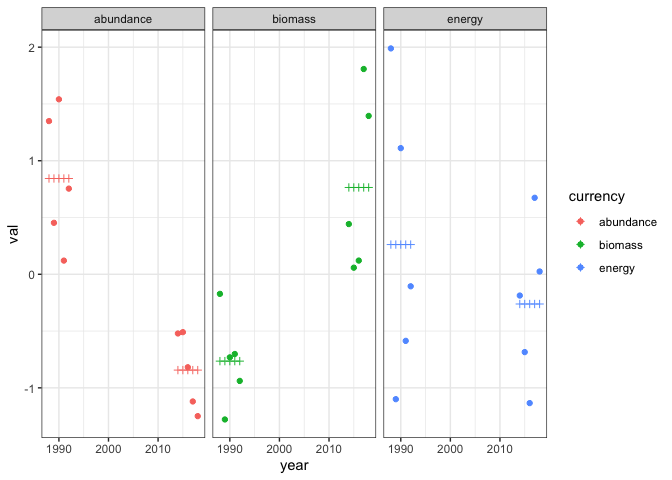 abundance biomass energy
2
1
0
-1
val
1990 2000 2010 1990 2000 2010 1990 2000 2010
year
currency
abundance
biomass
energy